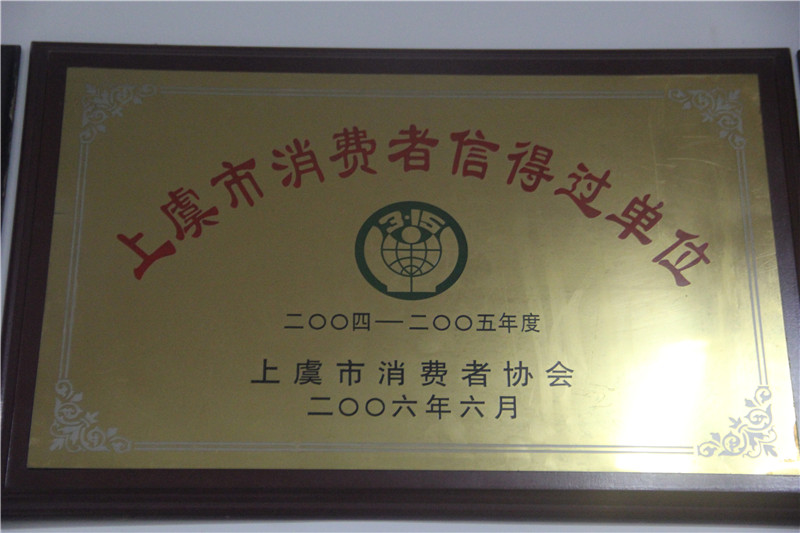 上虞市消费者信得过单位
3·15
二〇〇四—二〇〇五年度
上虞市消费者协会
二〇〇六年六月